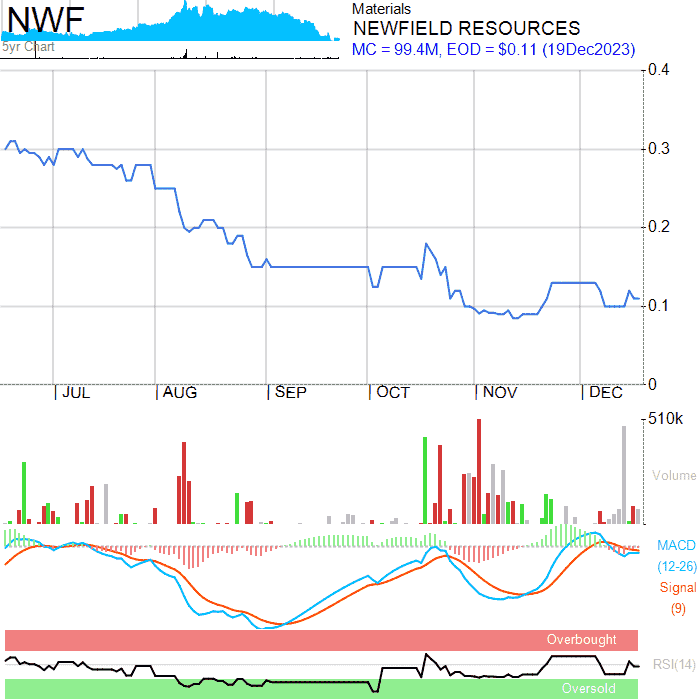 NWF
5yr Chart
Materials
NEWFIELD RESOURCES
MC = 99.4M, EOD = $0.11 (19Dec2023)
0.4
0.3
0.2
0.1
0
JUL
AUG
SEP
OCT
NOV
DEC
510k
Volume
MACD
(12-26)
Signal
(9)
Overbought
RSI(14)
Oversold